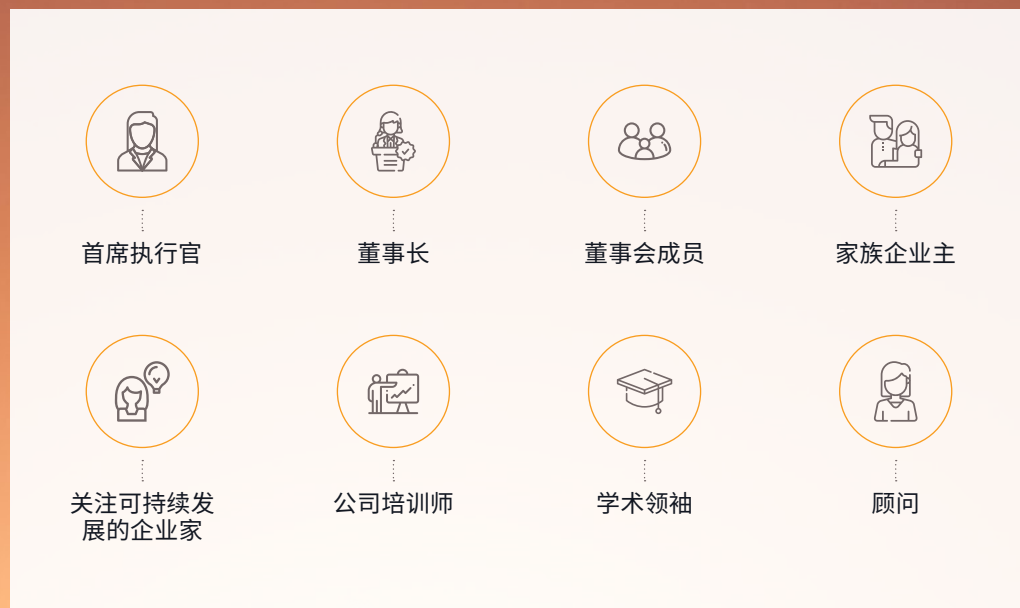 首席执行官
董事长
董事会成员
家族企业主
关注可持续发
展的企业家
公司培训师
学术领袖
顾问